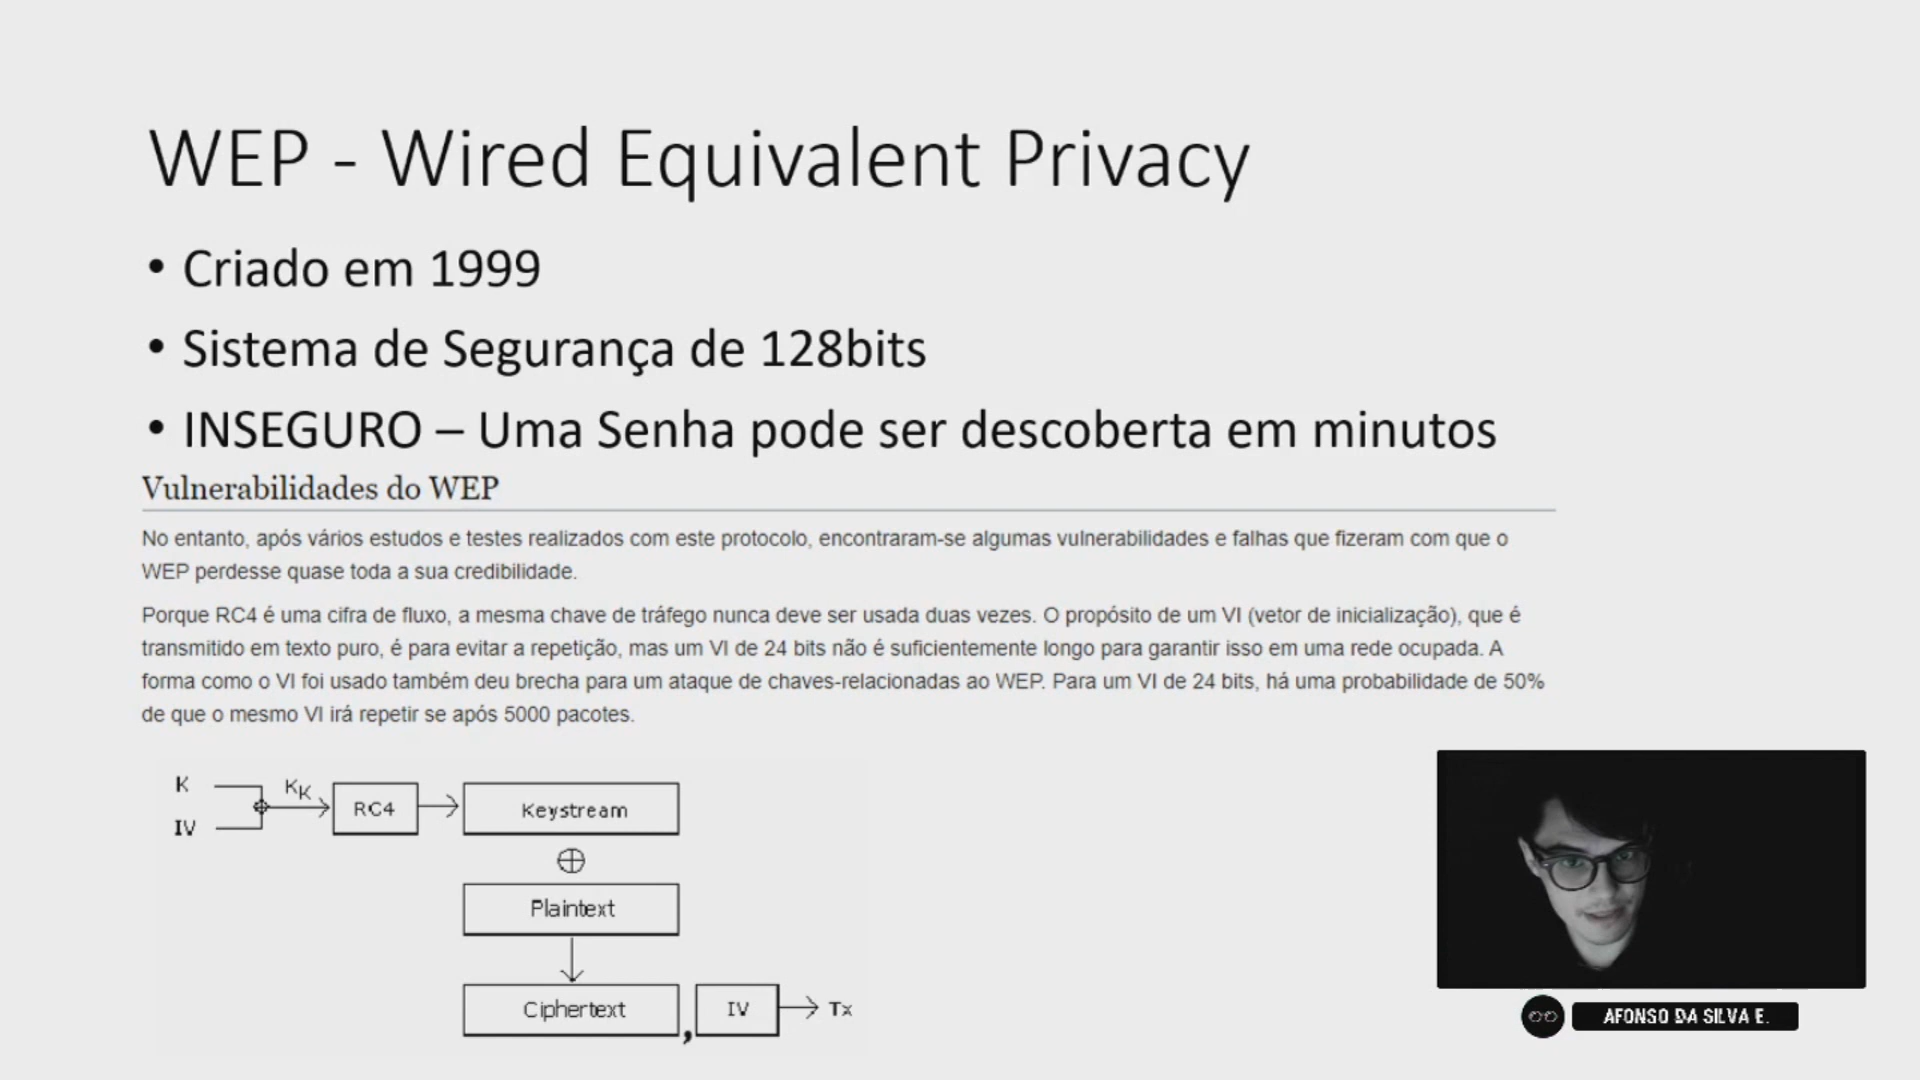 WEP - Wired Equivalent Privacy
• Criado em 1999
• Sistema de Segurança de 128bits
• INSEGURO – Uma Senha pode ser descoberta em minutos
Vulnerabilidades do WEP
No entanto, após vários estudos e testes realizados com este protocolo, encontraram-se algumas vulnerabilidades e falhas que fizeram com que o
WEP perdesse quase toda a sua credibilidade.
Porque RC4 é uma cifra de fluxo, a mesma chave de tráfego nunca deve ser usada duas vezes. O propósito de um VI (vetor de inicialização), que é
transmitido em texto puro, é para evitar a repetição, mas um VI de 24 bits não é suficientemente longo para garantir isso em uma rede ocupada. A
forma como o VI foi usado também deu brecha para um ataque de chaves-relacionadas ao WEP. Para um VI de 24 bits, há uma probabilidade de 50%
de que o mesmo VI irá repetir se após 5000 pacotes.
K
KK
IV
RC4
Keystream
Plaintext
Ciphertext , IV Tx
AFONSO DA SILVA E.